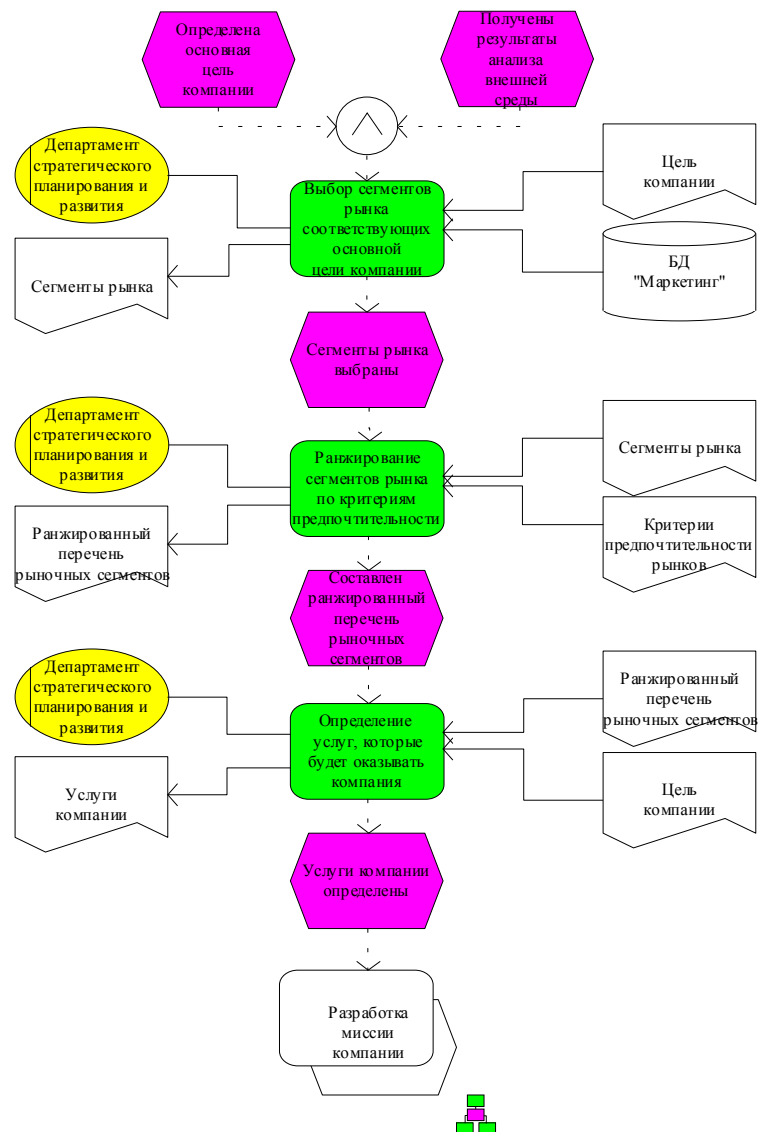 Определена
основная
цель
компании
Получены
результаты
анализа
внешней
среды
Департамент
стратегического
планирования и
развития
Выбор сегментов
рынка
соответствующих
основной
цели компании
Цель
компании
Сегменты рынка
БД
"Маркетинг"
Сегменты рынка
выбраны
Департамент
стратегического
планирования и
развития
Ранжирование
сегментов рынка
по критериям
предпочтительности
Сегменты рынка
Ранжированный
перечень
рыночных сегментов
Критерии
предпочтительности
рынков
Составлен
ранжированный
перечень
рыночных
сегментов
Департамент
стратегического
планирования и
развития
Определение
услуг, которые
будет оказывать
компания
Ранжированный
перечень
рыночных сегментов
Услуги
компании
Цель
компании
Услуги компании
определены
Разработка
миссии
компании